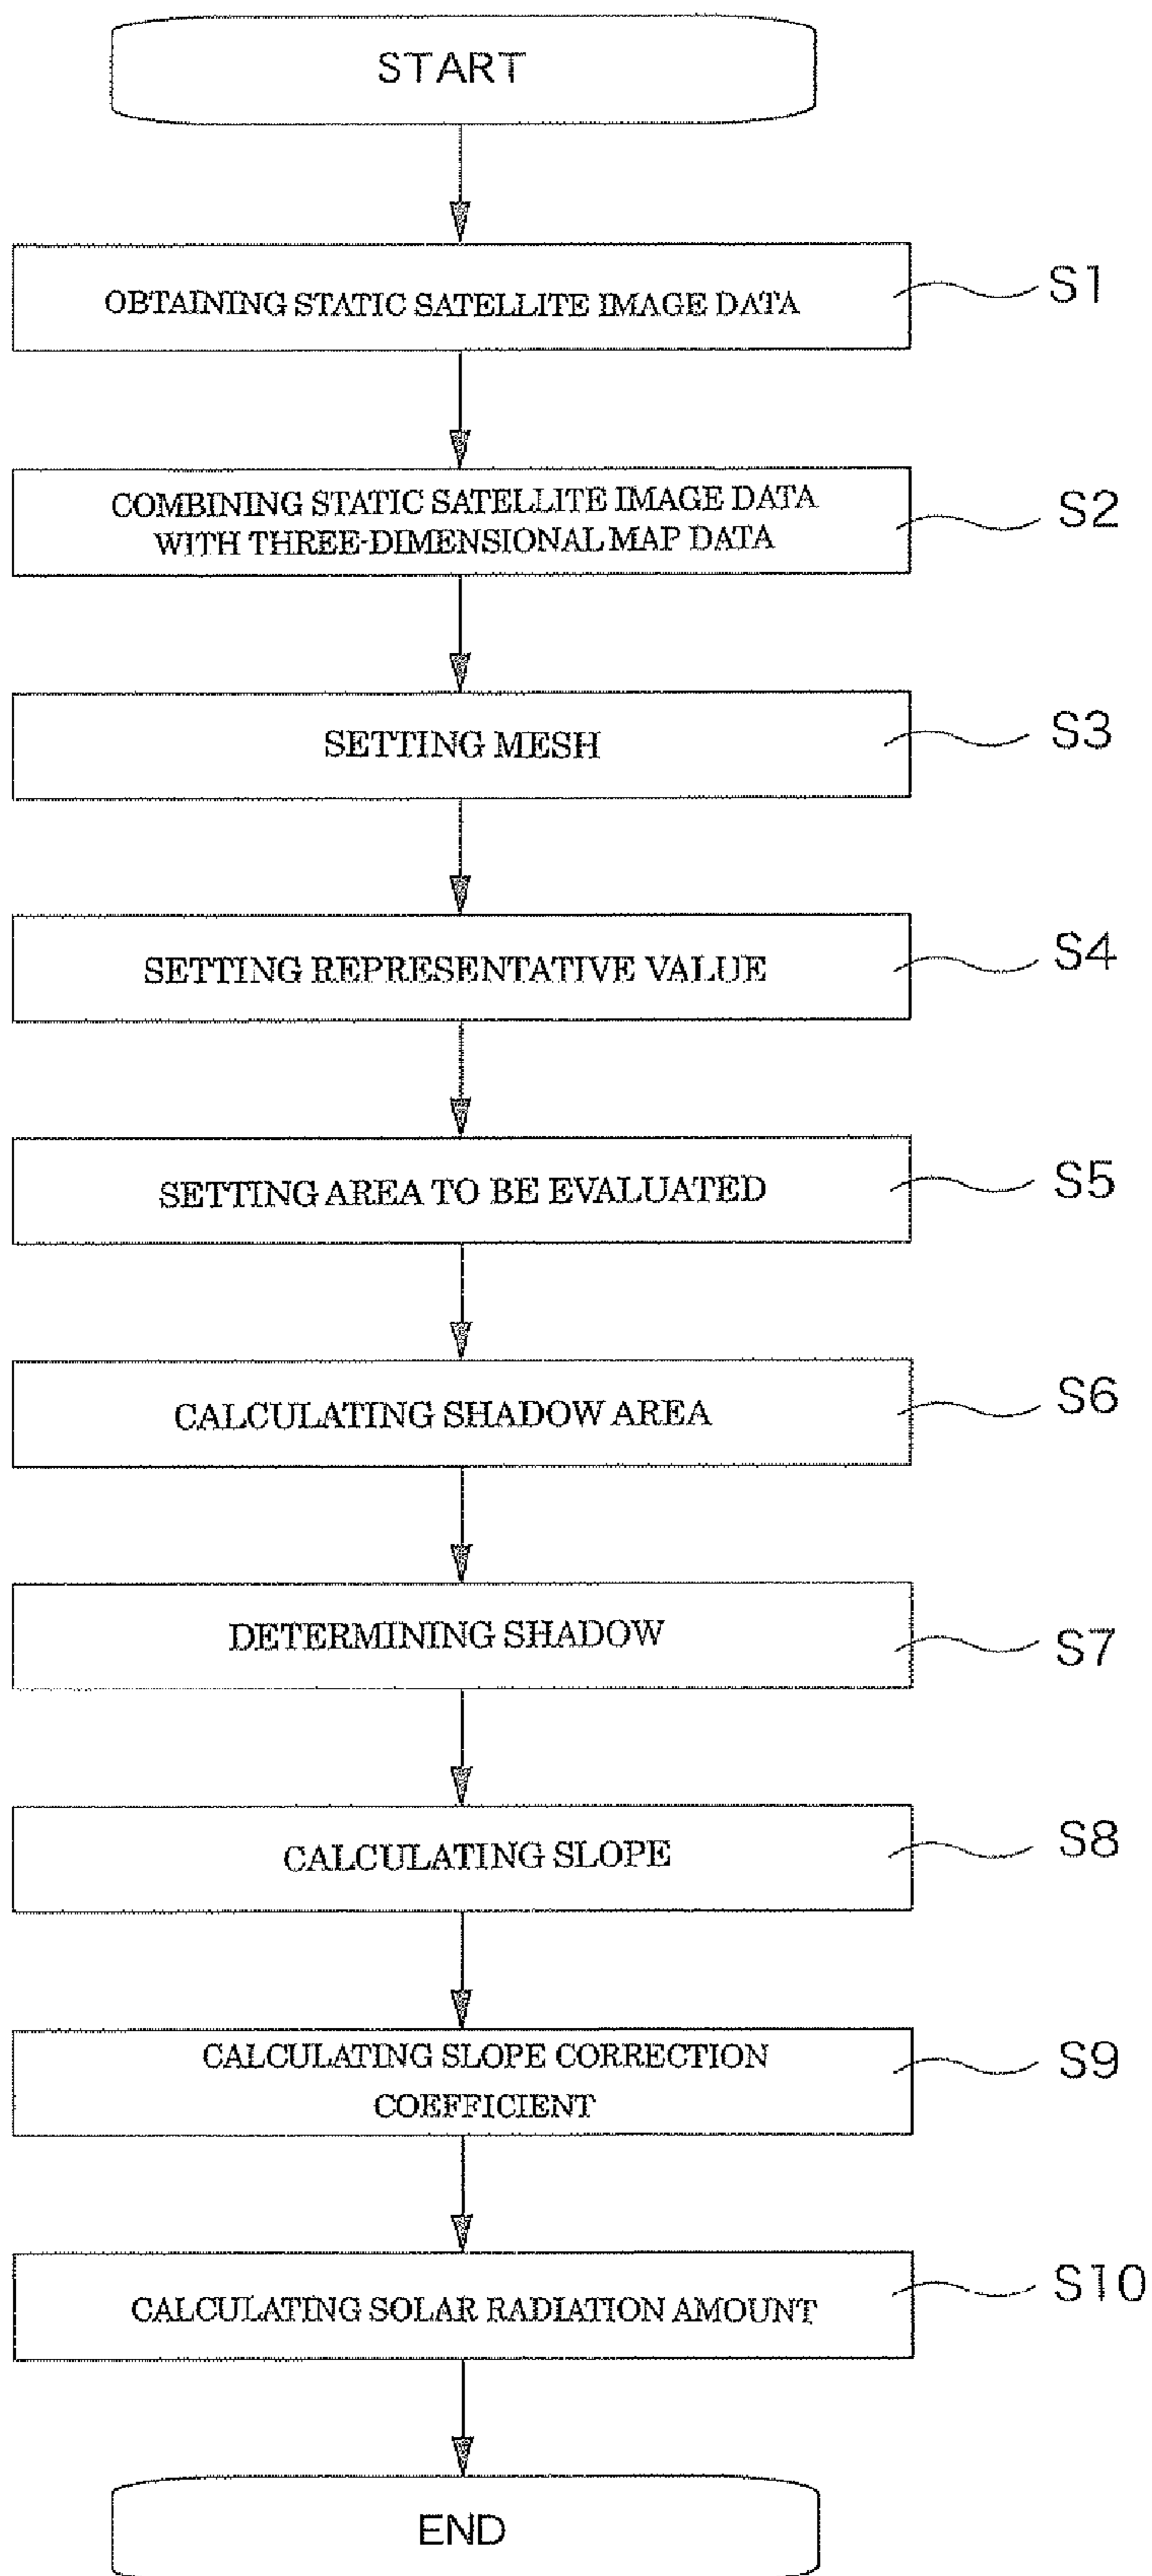 START
OBTAINING STATIC SATELLITE IMAGE DATA
S1
COMBINING STATIC SATELLITE IMAGE DATA
WITH THREE-DIMENSIONAL MAP DATA
S2
SETTING MESH
S3
SETTING REPRESENTATIVE VALUE
S4
SETTING AREA TO BE EVALUATED
S5
CALCULATING SHADOW AREA
S6
DETERMINING SHADOW
S7
CALCULATING SLOPE
S8
CALCULATING SLOPE CORRECTION
COEFFICIENT
S9
CALCULATING SOLAR RADIATION AMOUNT
S10
END